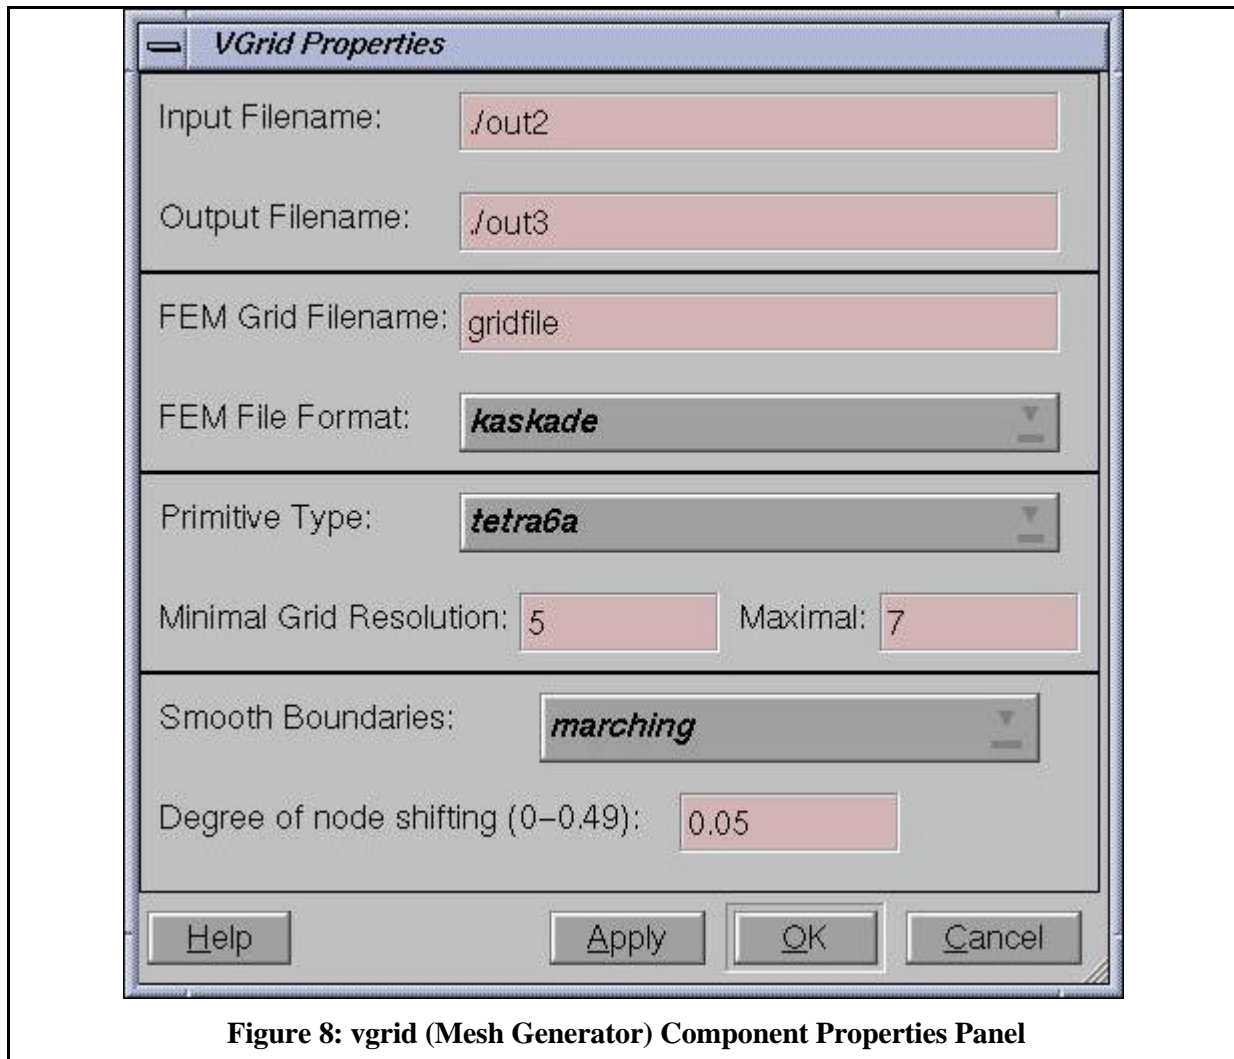 VGrid Properties
Input Filename: ./out2
Output Filename: ./out3
FEM Grid Filename: gridfile
FEM File Format: kaskade
Primitive Type: tetra6a
Minimal Grid Resolution: 5 Maximal: 7
Smooth Boundaries: marching
Degree of node shifting (0–0.49): 0.05
Help Apply OK Cancel
Figure 8: vgrid (Mesh Generator) Component Properties Panel